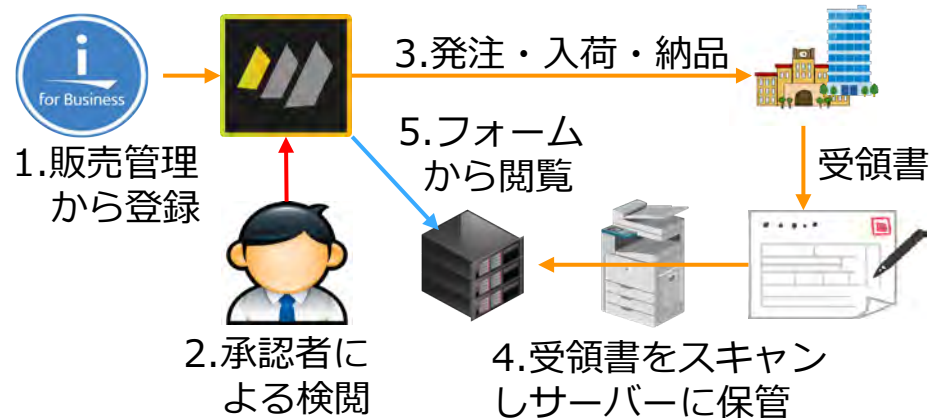 i
for Business
3.発注・入荷・納品
1.販売管理
から登録
5.フォーム
から閲覧
受領書
2.承認者に
よる検閲
4.受領書をスキャン
しサーバーに保管